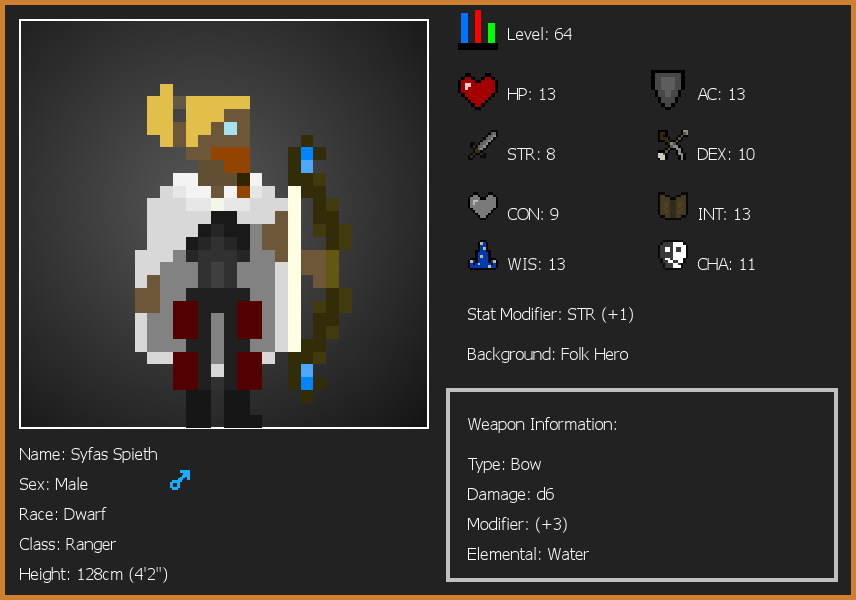 Level: 64
HP: 13
AC: 13
STR: 8
DEX: 10
CON: 9
INT: 13
WIS: 13
CHA: 11
Stat Modifier: STR (+1)
Background: Folk Hero
Weapon Information:
Type: Bow
Damage: d6
Modifier: (+3)
Elemental: Water
Name: Syfas Spieth
Sex: Male
Race: Dwarf
Class: Ranger
Height: 128cm (4'2")